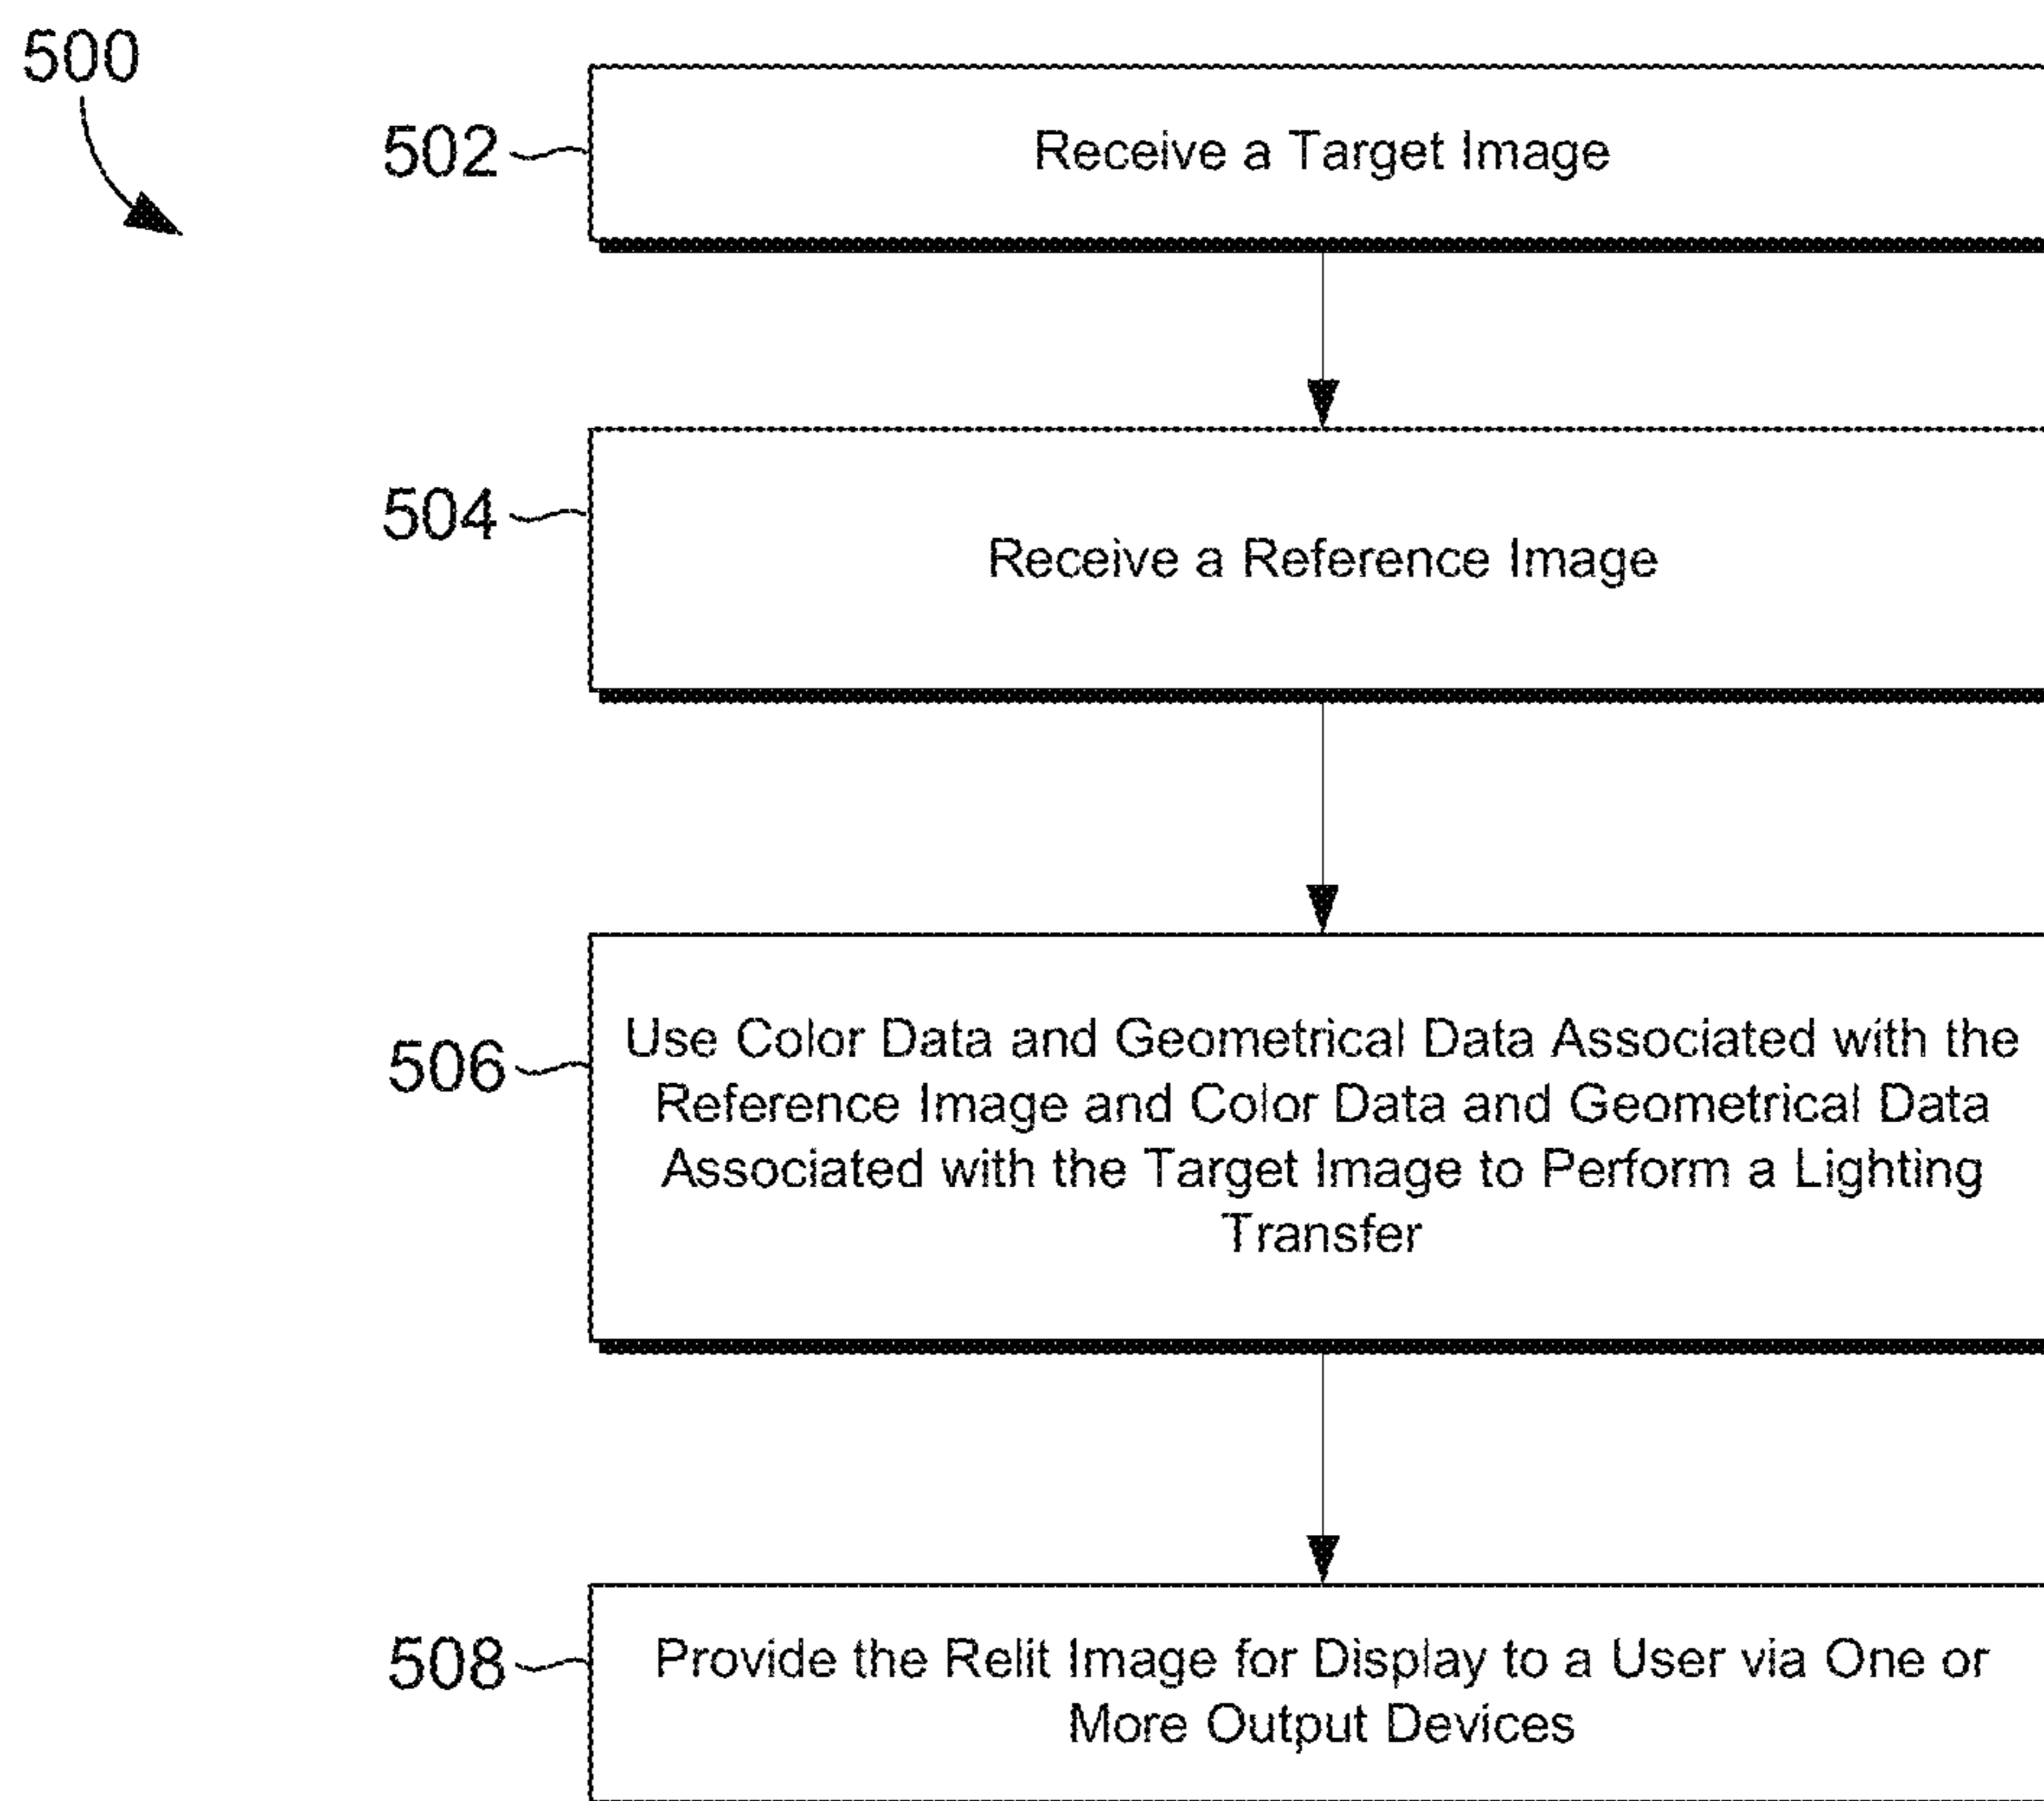 500
502
Receive a Target Image
504
Receive a Reference Image
506
Use Color Data and Geometrical Data Associated with the
Reference Image and Color Data and Geometrical Data
Associated with the Target Image to Perform a Lighting
Transfer
508
Provide the Relit Image for Display to a User via One or
More Output Devices